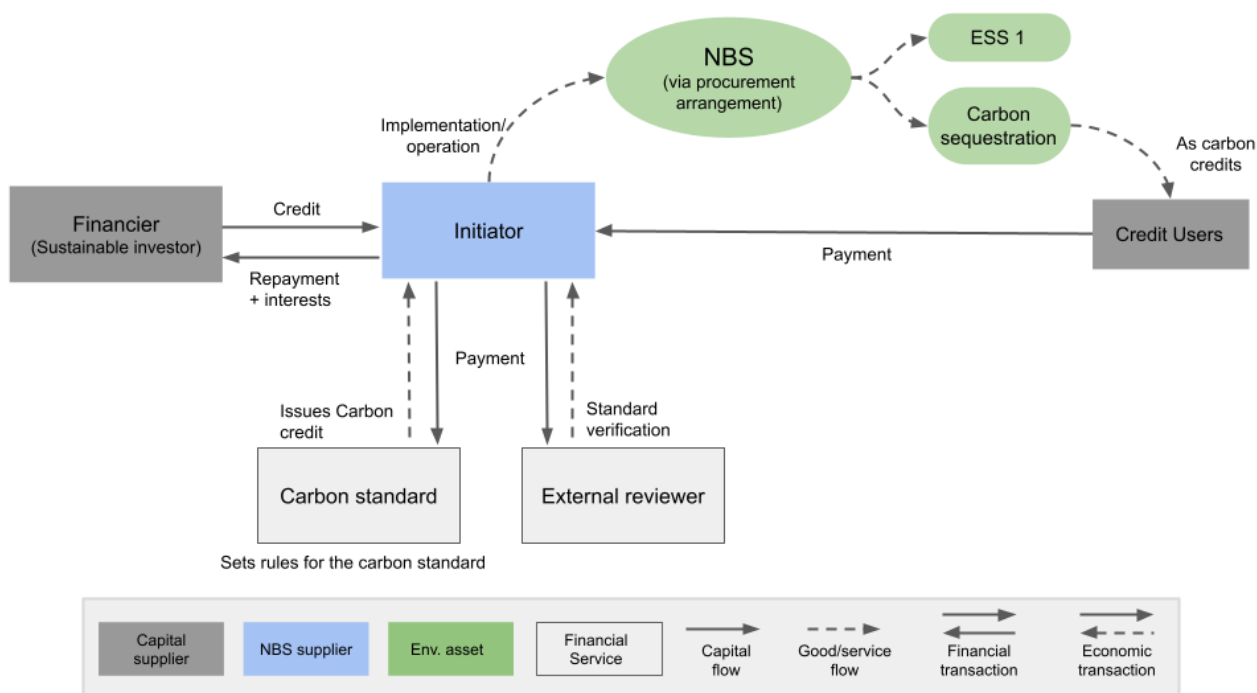 ESS 1
NBS
(via procurement
arrangement)
Carbon
sequestration
Implementation/
operation
As carbon
credits
Financier
(Sustainable investor)
Credit
Initiator
Credit Users
Payment
Repayment
+ interests
Payment
Issues Carbon
credit
Standard
verification
Carbon standard
External reviewer
Sets rules for the carbon standard
Capital
supplier
NBS supplier
Env. asset
Financial
Service
Capital
flow
Good/service
flow
Financial
transaction
Economic
transaction